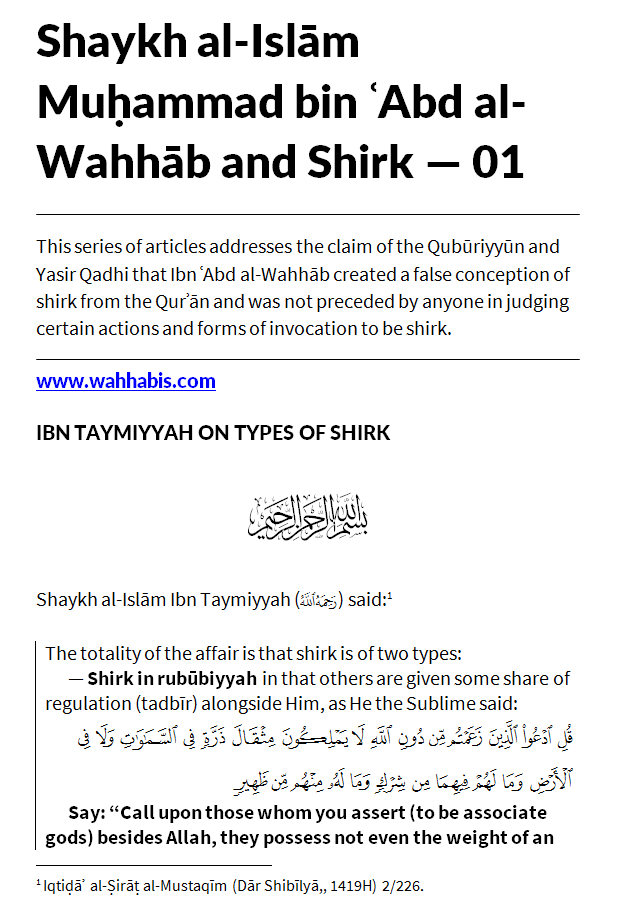 Shaykh al-Islām
Muḥammad bin ʿAbd al-
Wahhāb and Shirk — 01
This series of articles addresses the claim of the Qubūriyyūn and
Yasir Qadhi that Ibn ʿAbd al-Wahhāb created a false conception of
shirk from the Qurʾān and was not preceded by anyone in judging
certain actions and forms of invocation to be shirk.
www.wahhabis.com
IBN TAYMIYYAH ON TYPES OF SHIRK
بسم الله الرحمن الرحيم
Shaykh al-Islām Ibn Taymiyyah (رحمه الله) said:¹
The totality of the affair is that shirk is of two types:
— Shirk in rubūbiyyah in that others are given some share of
regulation (tadbīr) alongside Him, as He the Sublime said:
قُلِ ٱدْعُوا۟ ٱلَّذِينَ زَعَمْتُم مِّن دُونِ ٱللَّهِ لَا يَمْلِكُونَ مِثْقَالَ ذَرَّةٍ فِى ٱلسَّمَٰوَٰتِ وَلَا فِى
ٱلْأَرْضِ وَمَا لَهُمْ فِيهِمَا مِن شِرْكٍ وَمَا لَهُۥ مِنْهُم مِّن ظَهِيرٍ
Say: “Call upon those whom you assert (to be associate
gods) besides Allah, they possess not even the weight of an
¹ Iqtiḍāʾ al-Ṣirāṭ al-Mustaqīm (Dār Shibīlyā,, 1419H) 2/226.